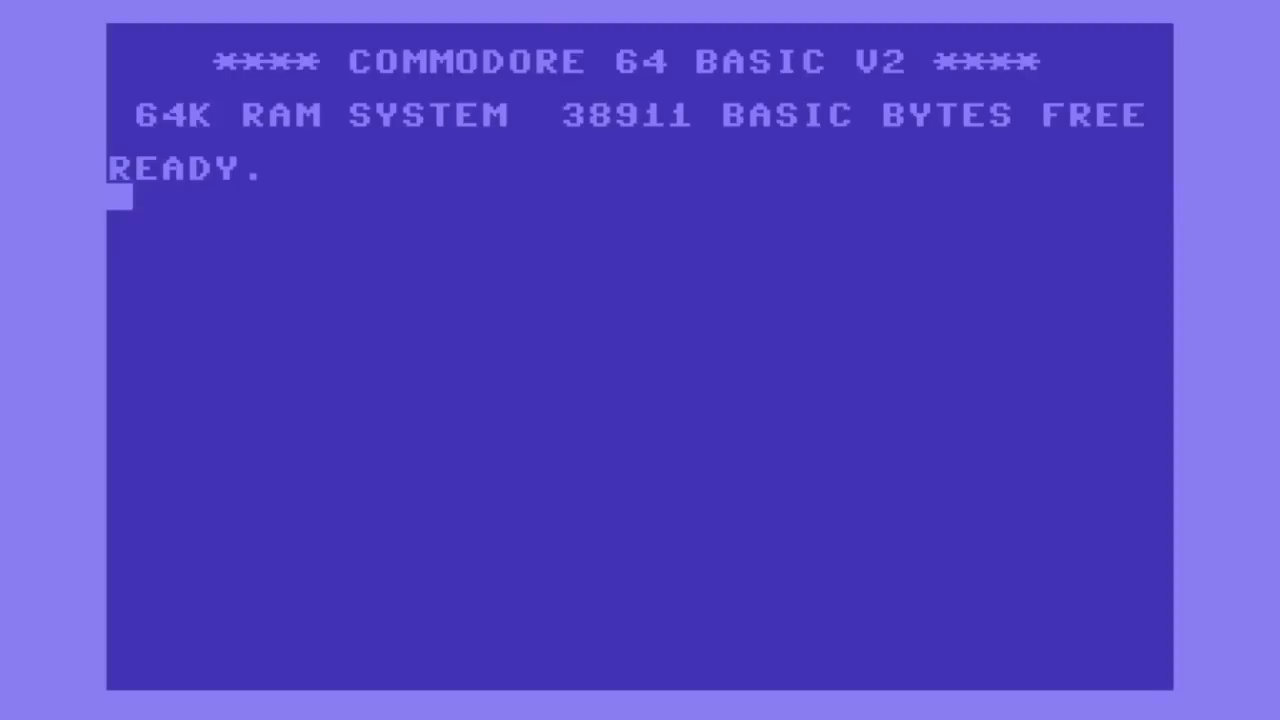 **** COMMODORE 64 BASIC V2 ****
64K RAM SYSTEM  38911 BASIC BYTES FREE
READY.